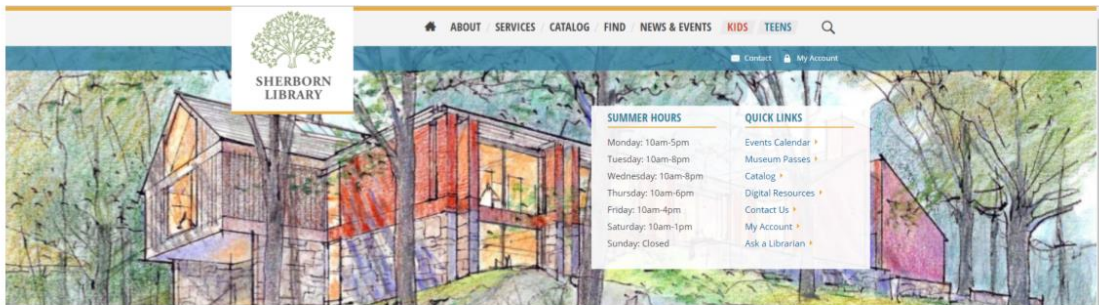 ABOUT / SERVICES / CATALOG / FIND / NEWS & EVENTS KIDS TEENS
SHERBORN
LIBRARY
Contact My Account
SUMMER HOURS
Monday: 10am-5pm
Tuesday: 10am-8pm
Wednesday: 10am-8pm
Thursday: 10am-6pm
Friday: 10am-4pm
Saturday: 10am-1pm
Sunday: Closed
QUICK LINKS
Events Calendar
Museum Passes
Catalog
Digital Resources
Contact Us
My Account
Ask a Librarian